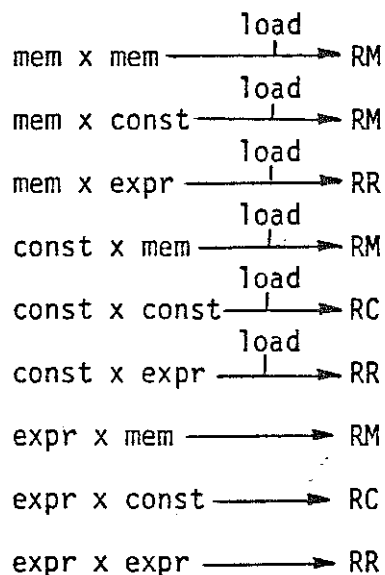 load
mem x mem RM
load
mem x const RM
load
mem x expr RR
load
const x mem RM
load
const x const RC
load
const x expr RR
expr x mem RM
expr x const RC
expr x expr RR